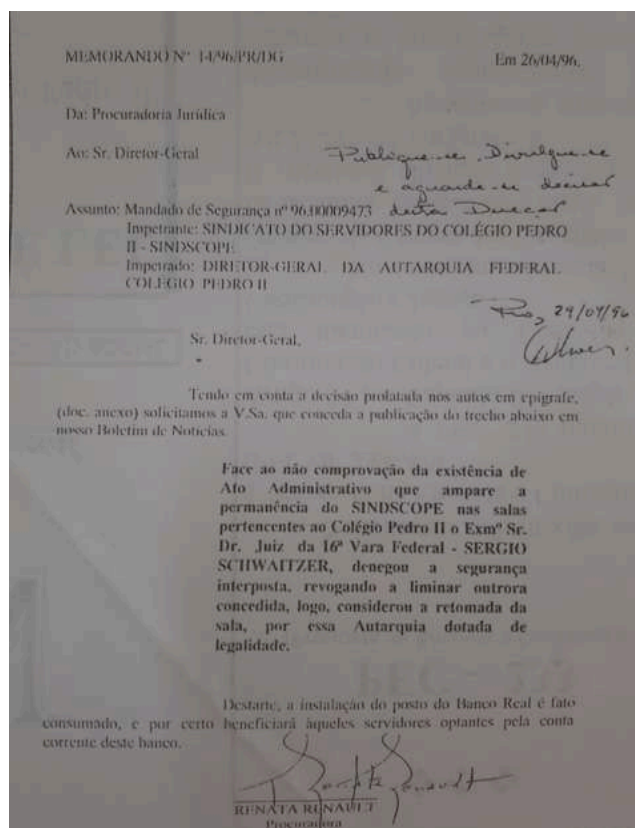 MEMORANDO Nº 14/96/PR/DG Em 26/04/96.
Da: Procuradoria Jurídica
Ao: Sr. Diretor-Geral
Publique-se, Divulgue-se
e aguarde-se
desta
Assunto: Mandado de Segurança nº 96.00009473
Impetrante: SINDICATO DO SERVIDORES DO COLÉGIO PEDRO
II - SINDSCOPE.
Impetrado: DIRETOR-GERAL DA AUTARQUIA FEDERAL
COLÉGIO PEDRO II
Rio, 29/04/96
Sr. Diretor-Geral,
Tendo em conta a decisão prolatada nos autos em epígrafe,
(doc. anexo) solicitamos a V.Sa. que conceda a publicação do trecho abaixo em
nosso Boletim de Notícias.
Face ao não comprovação da existência de
Ato Administrativo que ampare a
permanência do SINDSCOPE nas salas
pertencentes ao Colégio Pedro II o Exmº Sr.
Dr. Juiz da 16ª Vara Federal - SERGIO
SCHWAITZER, denegou a segurança
interposta, revogando a liminar outrora
concedida, logo, considerou a retomada da
sala, por essa Autarquia dotada de
legalidade.
Destarte, a instalação do posto do Banco Real é fato
consumado, e por certo beneficiará àqueles servidores optantes pela conta
corrente deste banco.
RENATA RENAULT
Procuradora